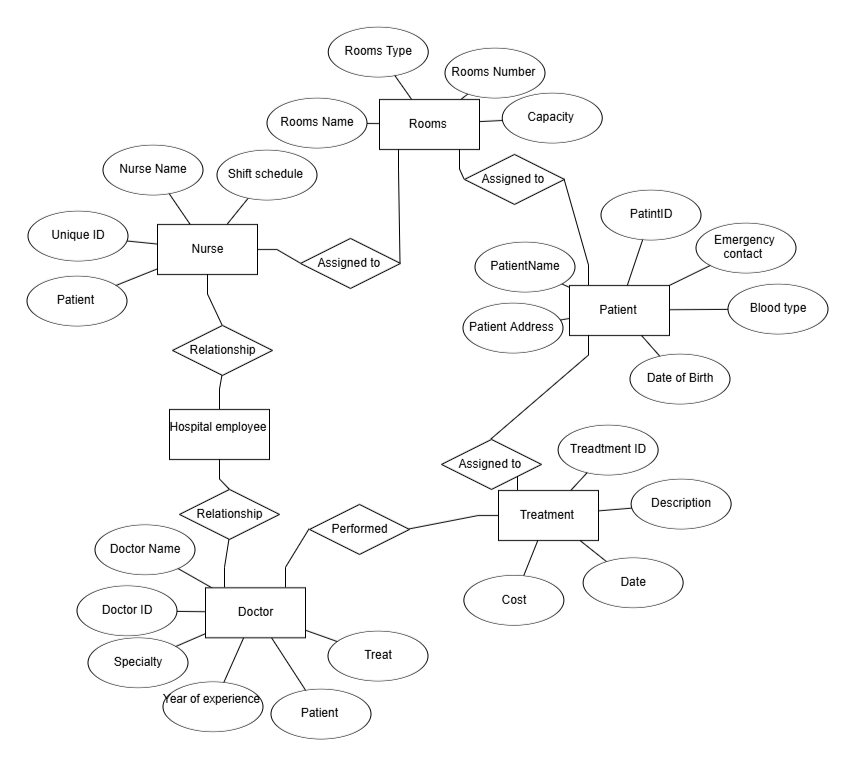 Rooms Type
Rooms Number
Rooms Name
Rooms
Capacity
Nurse Name
Shift schedule
Assigned to
PatintID
Unique ID
Nurse
Emergency
contact
Assigned to
PatientName
Patient
Patient
Blood type
Patient Address
Relationship
Date of Birth
Hospital employee
Treadtment ID
Assigned to
Description
Relationship
Performed
Treatment
Doctor Name
Date
Cost
Doctor ID
Doctor
Treat
Specialty
Year of experience
Patient